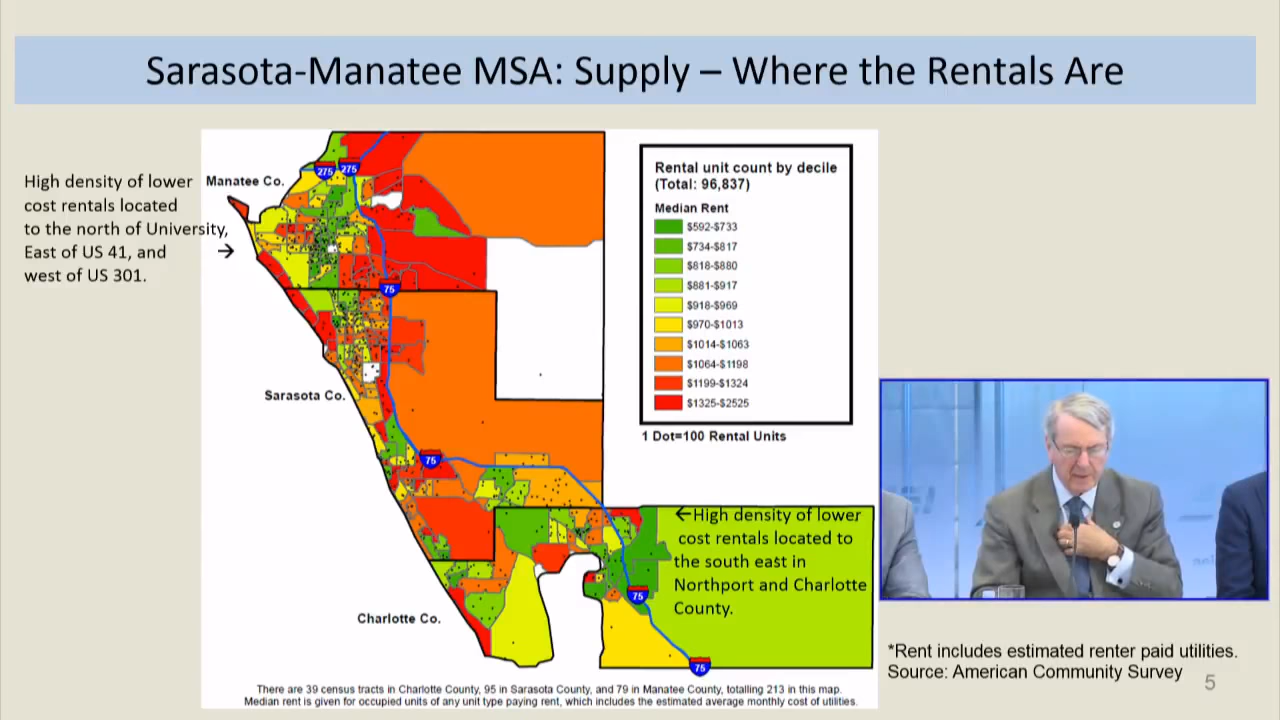 Sarasota-Manatee MSA: Supply – Where the Rentals Are
High density of lower
cost rentals located
to the north of University,
East of US 41, and
west of US 301.
→
Manatee Co.
275
275
75
Sarasota Co.
75
Charlotte Co.
75
75
Rental unit count by decile
(Total: 96,837)
Median Rent
$592-$733
$734-$817
$818-$880
$881-$917
$918-$969
$970-$1013
$1014-$1063
$1064-$1198
$1199-$1324
$1325-$2525
1 Dot=100 Rental Units
←High density of lower
cost rentals located to
the south east in
Northport and Charlotte
County.
There are 39 census tracts in Charlotte County, 95 in Sarasota County, and 79 in Manatee County, totalling 213 in this map.
Median rent is given for occupied units of any unit type paying rent, which includes the estimated average monthly cost of utilities.
*Rent includes estimated renter paid utilities.
Source: American Community Survey
5